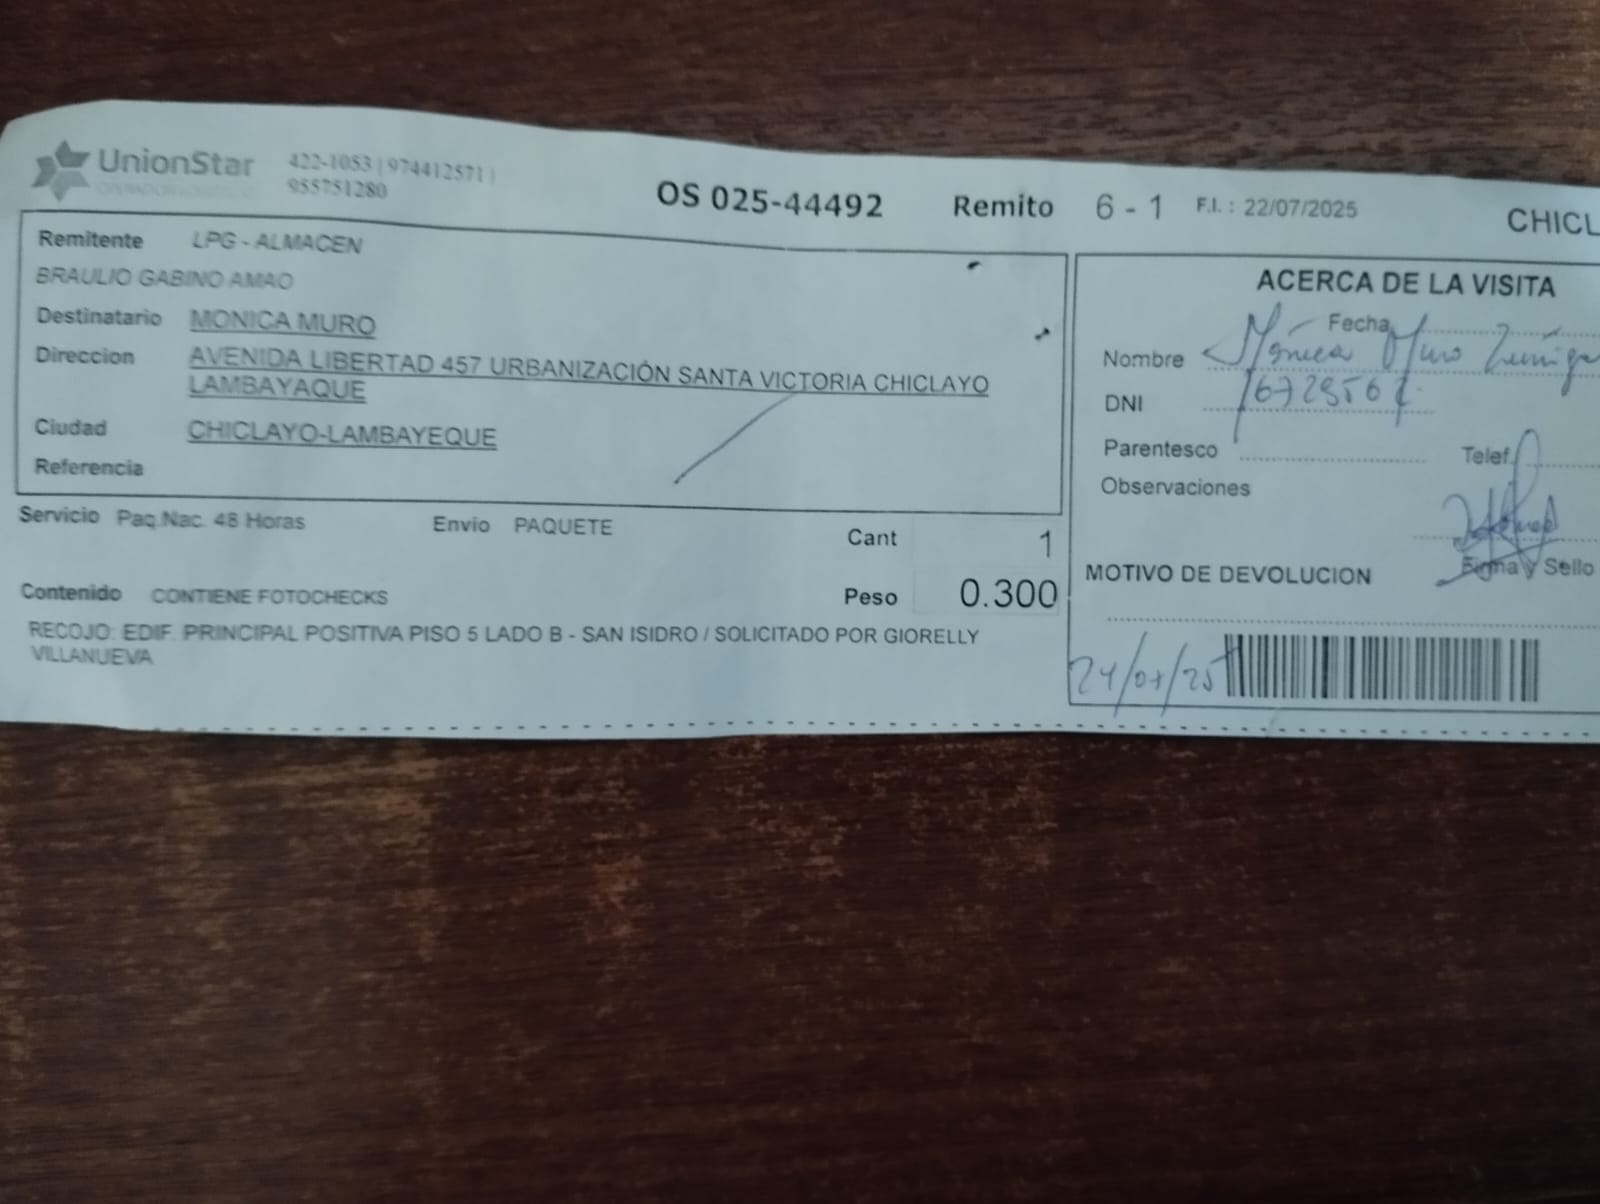 UnionStar
422-1053 | 974412571 |
955751280
OS 025-44492 Remito 6 - 1 F.I. : 22/07/2025 CHICL
Remitente LPG - ALMACEN
BRAULIO GABINO AMAO
Destinatario MONICA MURO
Direccion AVENIDA LIBERTAD 457 URBANIZACIÓN SANTA VICTORIA CHICLAYO
LAMBAYAQUE
Ciudad CHICLAYO-LAMBAYEQUE
Referencia
Servicio Paq.Nac. 48 Horas Envio PAQUETE Cant 1
Contenido CONTIENE FOTOCHECKS Peso 0.300
RECOJO: EDIF. PRINCIPAL POSITIVA PISO 5 LADO B - SAN ISIDRO / SOLICITADO POR GIORELLY
VILLANUEVA
ACERCA DE LA VISITA
Fecha
Nombre Mónica Muro Zuñiga
DNI
Parentesco Telef.
Observaciones
Firma y Sello
MOTIVO DE DEVOLUCION
24/07/25